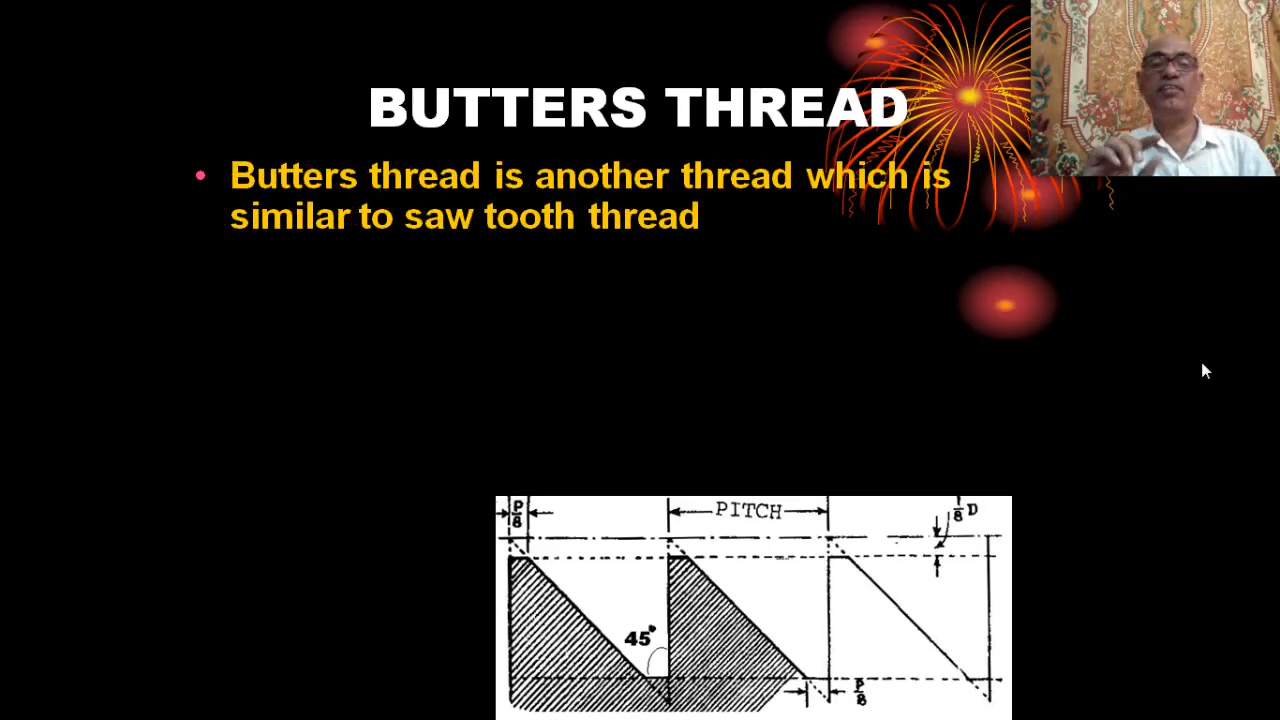 BUTTERS THREAD
• Butters thread is another thread which is
similar to saw tooth thread
P/8
PITCH
1/8 D
45°
P/8